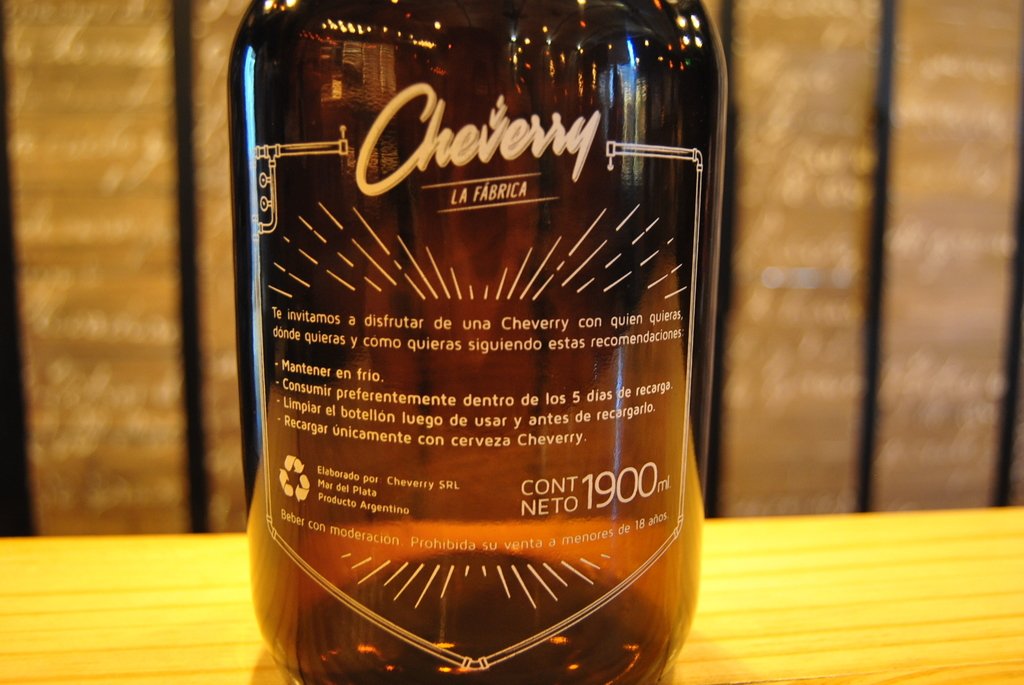 Cheverry
LA FÁBRICA
Te invitamos a disfrutar de una Cheverry con quien quieras,
dónde quieras y cómo quieras siguiendo estas recomendaciones:
- Mantener en frío.
- Consumir preferentemente dentro de los 5 días de recarga.
- Limpiar el botellón luego de usar y antes de recargarlo.
- Recargar únicamente con cerveza Cheverry.
Elaborado por Cheverry SRL
Mar del Plata
Producto Argentino
CONT
NETO 1900 ml.
Beber con moderación. Prohibida su venta a menores de 18 años.